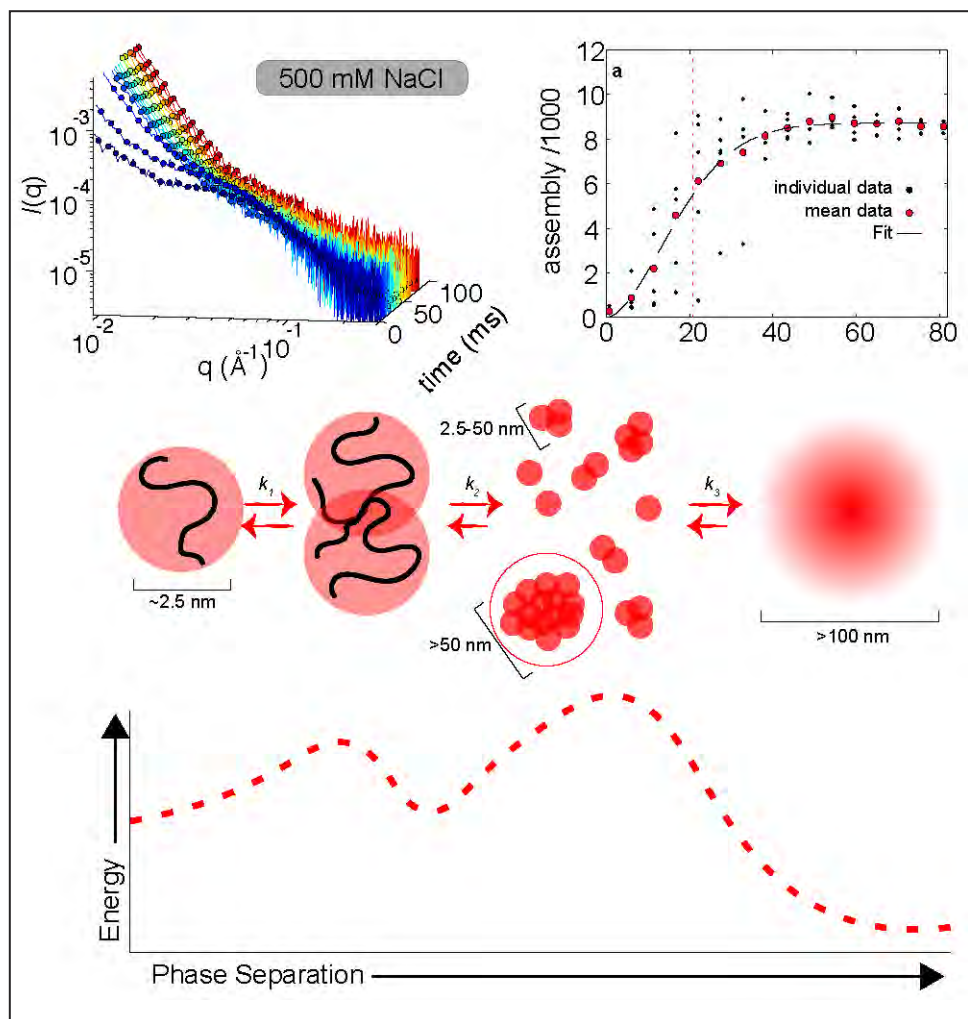 500 mM NaCl
10-3
10-4
10-5
I(q)
10-2
10-1
q (Å-1)
0
50
100
time (ms)
a
12
10
8
6
4
2
0
assembly /1000
individual data
mean data
Fit
0 20 40 60 80
2.5-50 nm
k1
k2
k3
~2.5 nm
>50 nm
>100 nm
Energy
Phase Separation